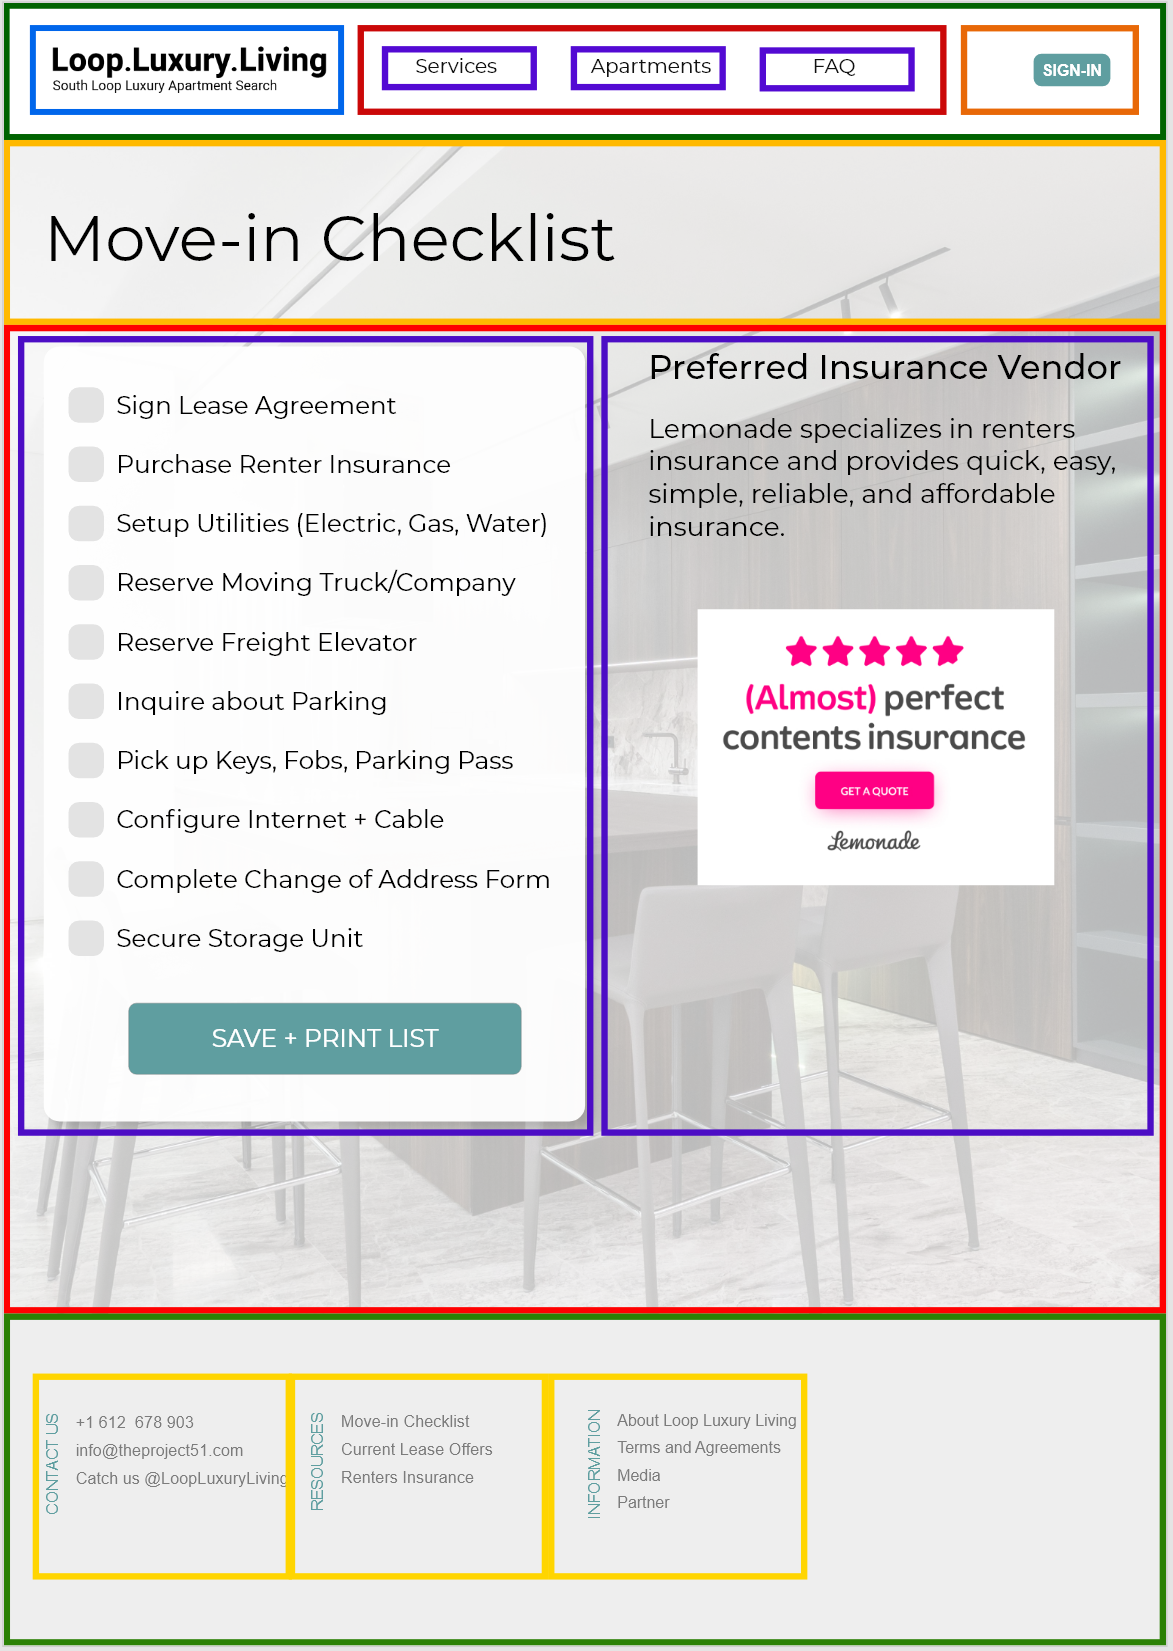 Loop.Luxury.Living
South Loop Luxury Apartment Search
Services
Apartments
FAQ
SIGN-IN
Move-in Checklist
Sign Lease Agreement
Purchase Renter Insurance
Setup Utilities (Electric, Gas, Water)
Reserve Moving Truck/Company
Reserve Freight Elevator
Inquire about Parking
Pick up Keys, Fobs, Parking Pass
Configure Internet + Cable
Complete Change of Address Form
Secure Storage Unit
SAVE + PRINT LIST
Preferred Insurance Vendor
Lemonade specializes in renters
insurance and provides quick, easy,
simple, reliable, and affordable
insurance.
(Almost) perfect
contents insurance
GET A QUOTE
Lemonade
CONTACT US
+1 612  678 903
info@theproject51.com
Catch us @LoopLuxuryLiving
RESOURCES
Move-in Checklist
Current Lease Offers
Renters Insurance
INFORMATION
About Loop Luxury Living
Terms and Agreements
Media
Partner